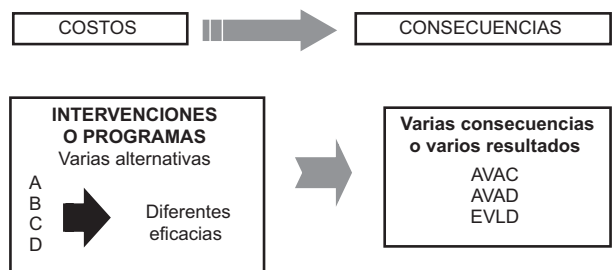 COSTOS
CONSECUENCIAS
INTERVENCIONES
O PROGRAMAS
Varias alternativas
A
B
C
D
Diferentes
eficacias
Varias consecuencias
o varios resultados
AVAC
AVAD
EVLD